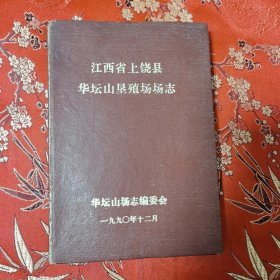 江西省上饶县
华坛山垦殖场场志
华坛山场志编委会
一九九〇年十二月